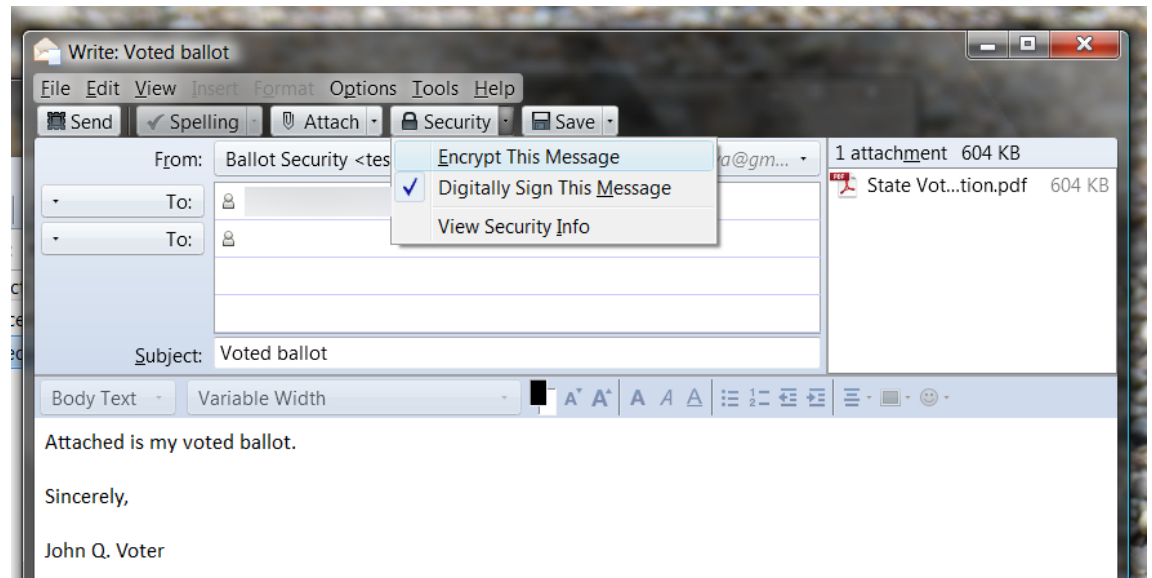 Write: Voted ballot
File Edit View Insert Format Options Tools Help
Send Spelling Attach Security Save
From: Ballot Security <tes a@gm...
Encrypt This Message
Digitally Sign This Message
View Security Info
To:
To:
Subject: Voted ballot
1 attachment 604 KB
State Vot...tion.pdf 604 KB
Body Text Variable Width
Attached is my voted ballot.
Sincerely,
John Q. Voter